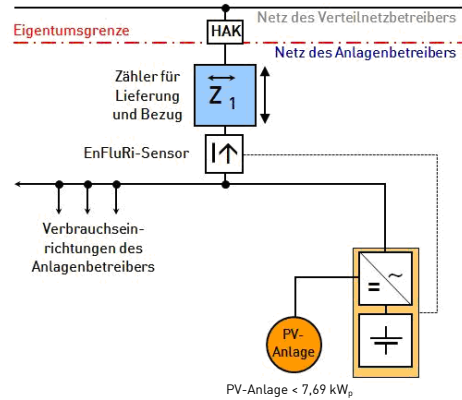 Netz des Verteilnetzbetreibers
Eigentumsgrenze
HAK
Netz des Anlagenbetreibers
Zähler für
Lieferung
und Bezug
Z 1
EnFluRi-Sensor
I↑
Verbrauchsein-
richtungen des
Anlagenbetreibers
= ~
PV-
Anlage
PV-Anlage < 7,69 kWp